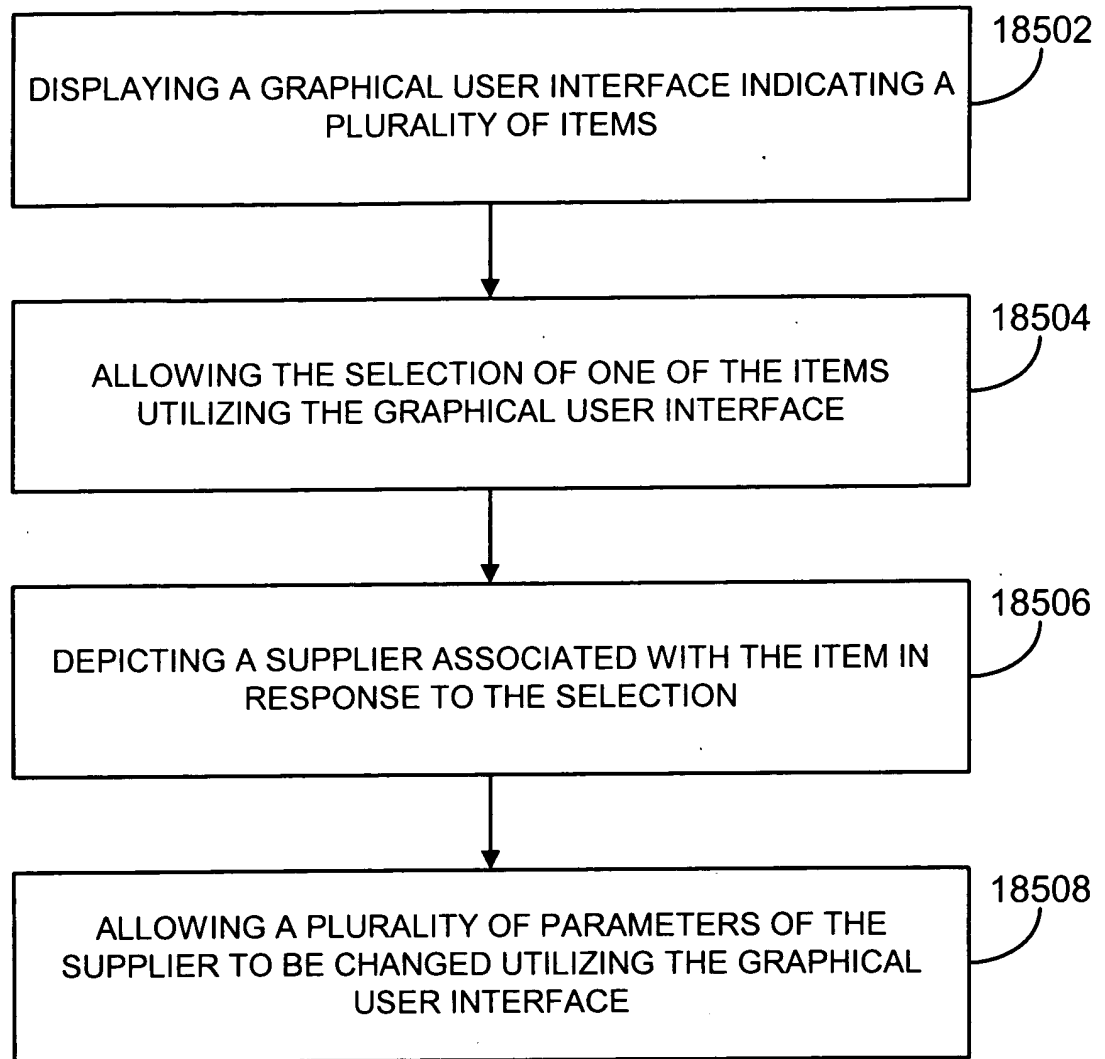 18502
DISPLAYING A GRAPHICAL USER INTERFACE INDICATING A
PLURALITY OF ITEMS
18504
ALLOWING THE SELECTION OF ONE OF THE ITEMS
UTILIZING THE GRAPHICAL USER INTERFACE
18506
DEPICTING A SUPPLIER ASSOCIATED WITH THE ITEM IN
RESPONSE TO THE SELECTION
18508
ALLOWING A PLURALITY OF PARAMETERS OF THE
SUPPLIER TO BE CHANGED UTILIZING THE GRAPHICAL
USER INTERFACE